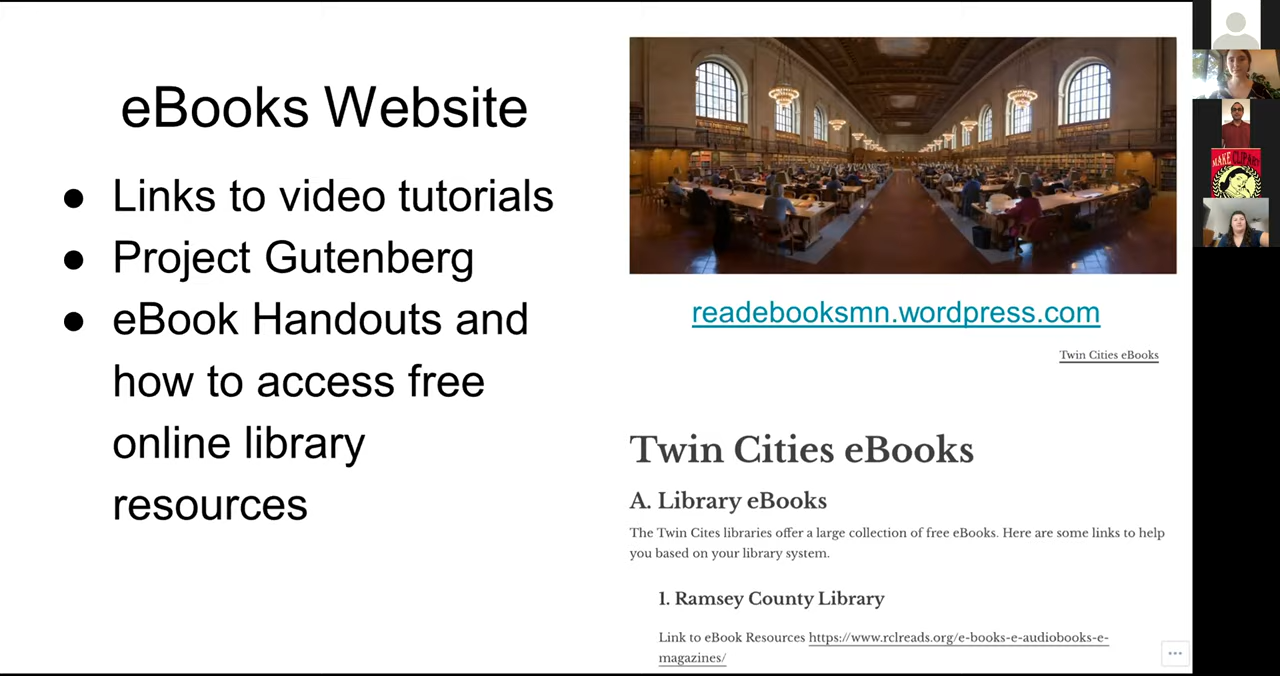 eBooks Website
● Links to video tutorials
● Project Gutenberg
● eBook Handouts and
how to access free
online library
resources
readebooksmn.wordpress.com
Twin Cities eBooks
Twin Cities eBooks
A. Library eBooks
The Twin Cites libraries offer a large collection of free eBooks. Here are some links to help
you based on your library system.
1. Ramsey County Library
Link to eBook Resources https://www.rclreads.org/e-books-e-audiobooks-e-
magazines/
MAKE CLIPART